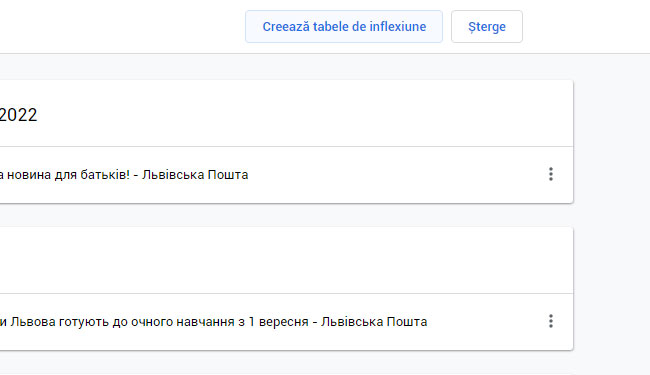 Creează tabele de inflexiune Șterge
2022
а новина для батьків! - Львівська Пошта
и Львова готують до очного навчання з 1 вересня - Львівська Пошта